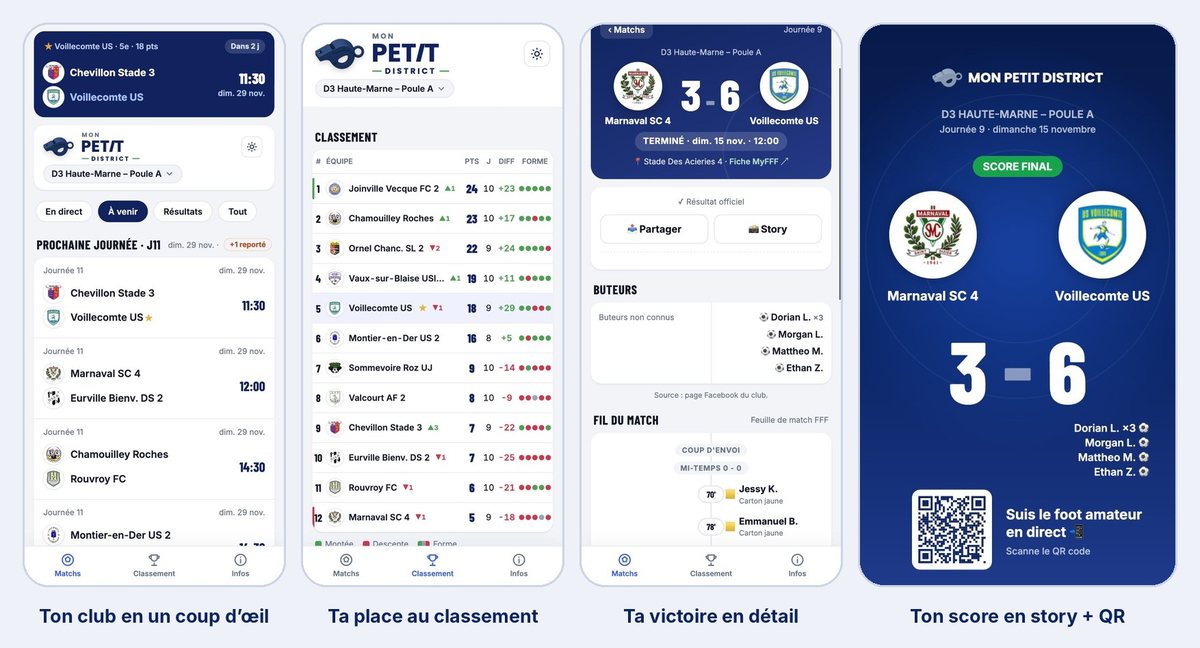 ★ Voillecomte US · 5e · 18 pts
Dans 2 j
Chevillon Stade 3
Voillecomte US
11:30
dim. 29 nov.
MON
PETIT
DISTRICT
D3 Haute-Marne – Poule A
En direct
À venir
Résultats
Tout
PROCHAINE JOURNÉE · J11
dim. 29 nov. ·
+1 reporté
Journée 11
dim. 29 nov.
Chevillon Stade 3
Voillecomte US ★
11:30
Journée 11
dim. 29 nov.
Marnaval SC 4
Eurville Bienv. DS 2
12:00
Journée 11
dim. 29 nov.
Chamouilley Roches
Rouvroy FC
14:30
Journée 11
dim. 29 nov.
Montier-en-Der US 2
Matchs
Classement
Infos
Ton club en un coup d’œil
MON
PETIT
DISTRICT
D3 Haute-Marne – Poule A
CLASSEMENT
# ÉQUIPE PTS J DIFF FORME
1 Joinville Vecque FC 2 ▲1 24 10 +23
2 Chamouilley Roches ▲1 23 10 +17
3 Ornel Chanc. SL 2 ▼2 22 9 +24
4 Vaux-sur-Blaise USI... ▲1 19 10 +11
5 Voillecomte US ★ ▼1 18 9 +29
6 Montier-en-Der US 2 16 8 +5
7 Sommevoire Roz UJ 9 10 -14
8 Valcourt AF 2 8 10 -9
9 Chevillon Stade 3 ▲3 7 9 -22
10 Eurville Bienv. DS 2 ▼1 7 10 -25
11 Rouvroy FC ▼1 6 10 -21
12 Marnaval SC 4 ▼1 5 9 -18
Montée Descente Forme
Matchs
Classement
Infos
Ta place au classement
‹ Matchs
Journée 9
D3 Haute-Marne – Poule A
3 - 6
Marnaval SC 4
Voillecomte US
TERMINÉ · dim. 15 nov. · 12:00
📍 Stade Des Acieries 4 · Fiche MyFFF ↗
✓ Résultat officiel
Partager
Story
BUTEURS
Buteurs non connus
Dorian L. ×3
Morgan L.
Mattheo M.
Ethan Z.
Source : page Facebook du club.
FIL DU MATCH
Feuille de match FFF
COUP D'ENVOI
MI-TEMPS 0 - 0
70'
Jessy K.
Carton jaune
78'
Emmanuel B.
Carton jaune
Matchs
Classement
Infos
Ta victoire en détail
MON PETIT DISTRICT
D3 HAUTE-MARNE – POULE A
Journée 9 · dimanche 15 novembre
SCORE FINAL
MARNAVAL
SMC
1941
US VOILLECOMTE
Marnaval SC 4
Voillecomte US
3 - 6
Dorian L. ×3 ⚽
Morgan L. ⚽
Mattheo M. ⚽
Ethan Z. ⚽
Suis le foot amateur
en direct 📲
Scanne le QR code
Ton score en story + QR